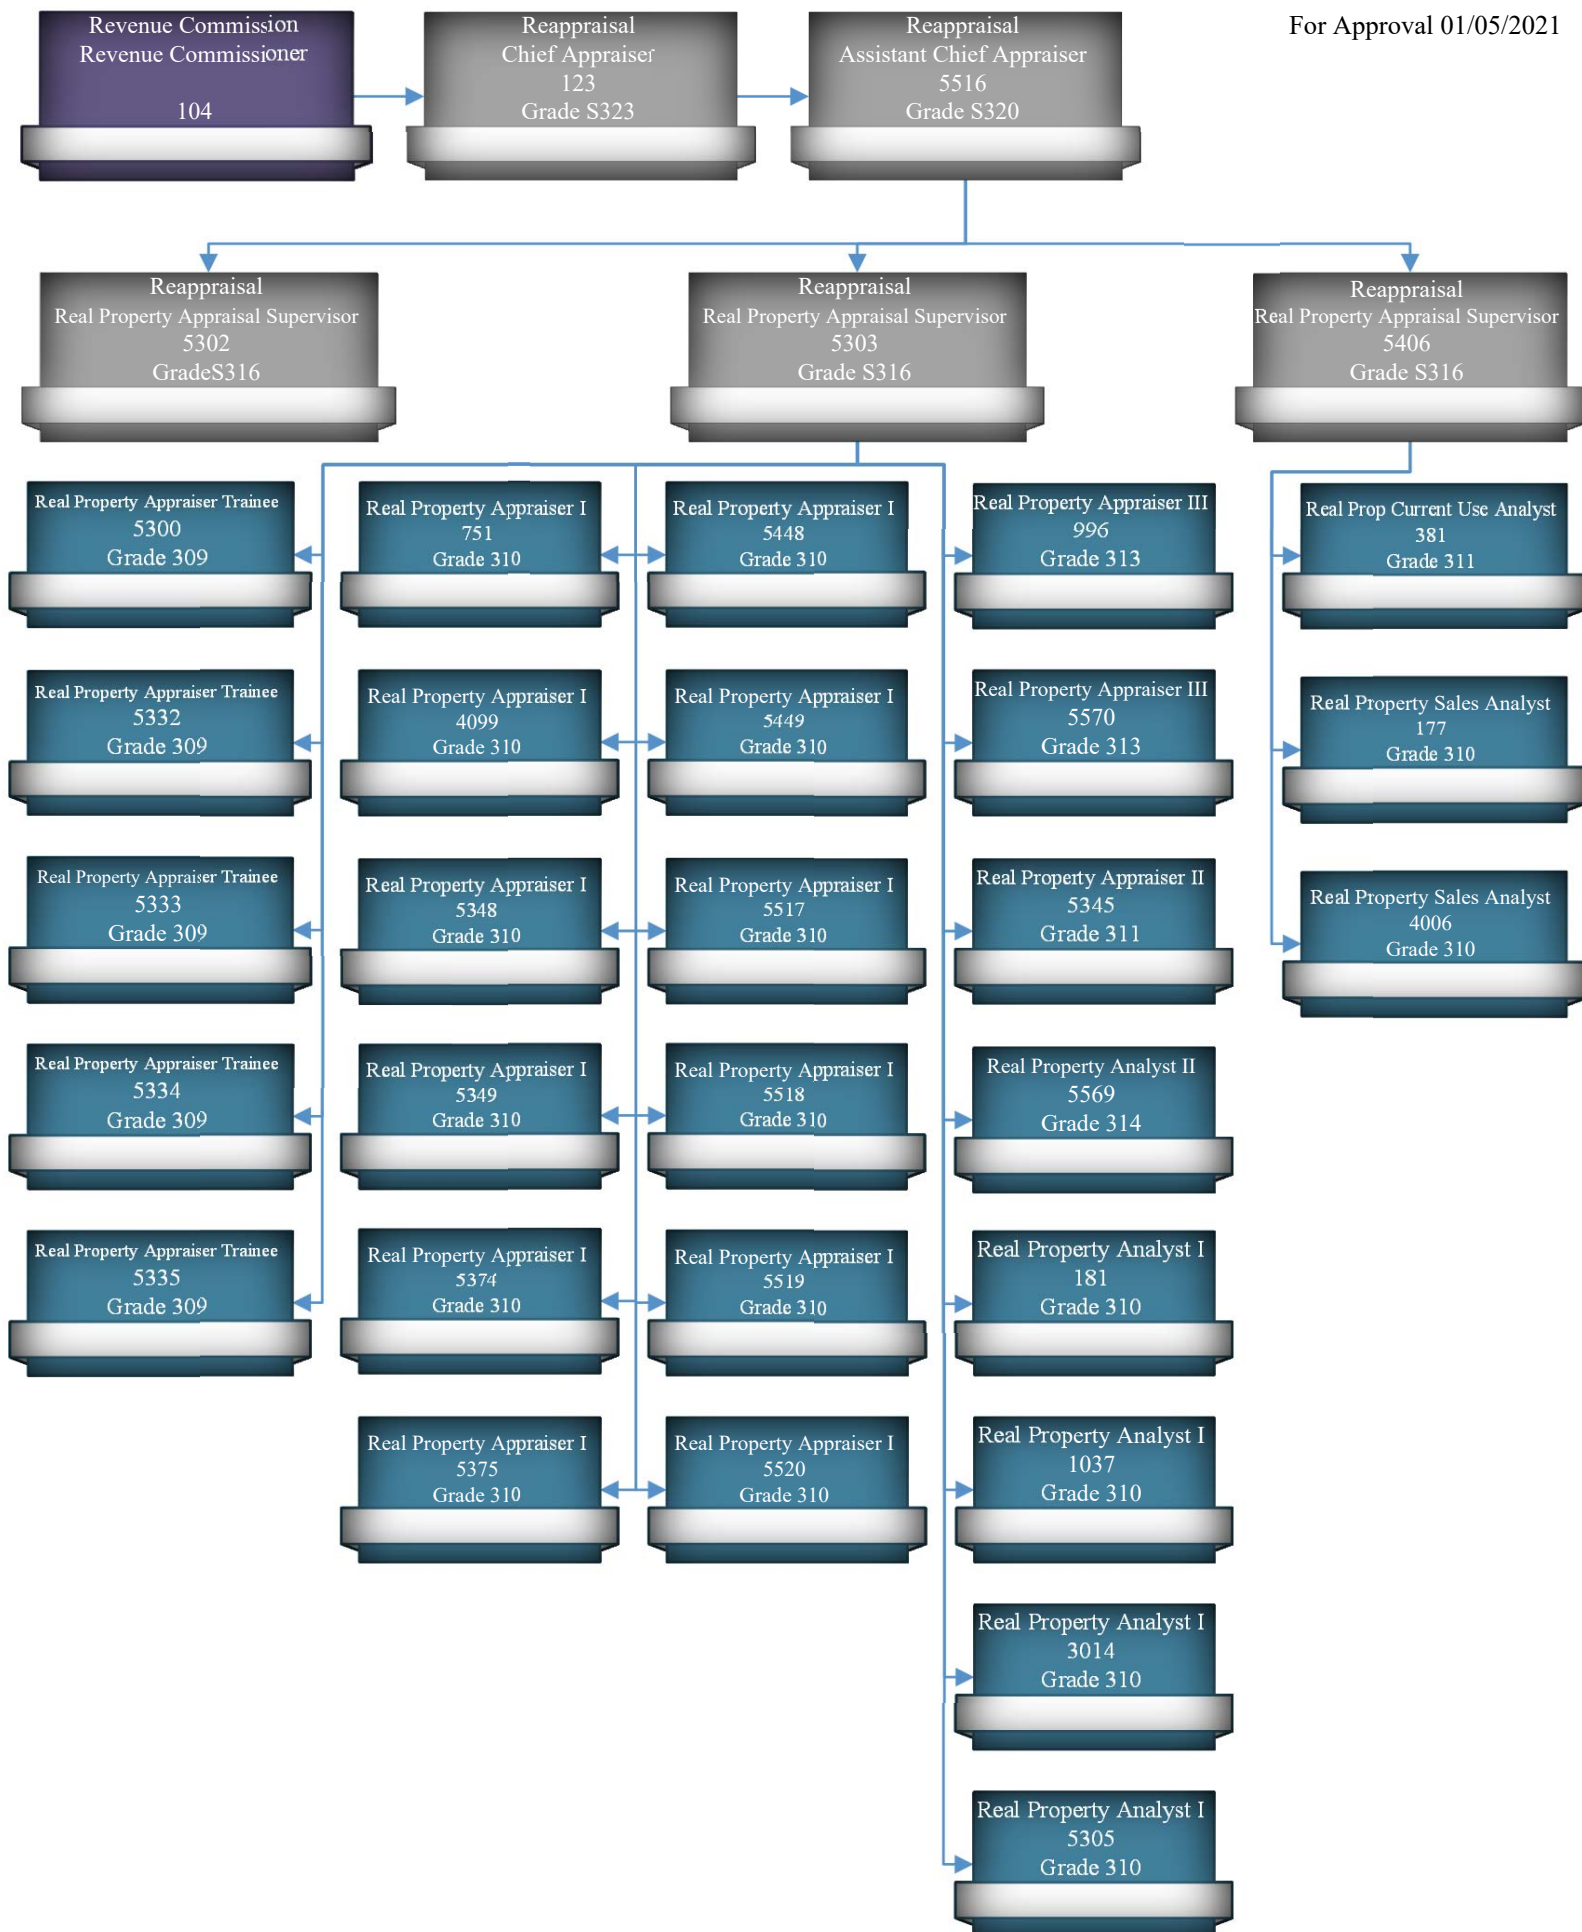 For Approval 01/05/2021
Revenue Commission
Revenue Commissioner
104
Reappraisal
Chief Appraiser
123
Grade S323
Reappraisal
Assistant Chief Appraiser
5516
Grade S320
Reappraisal
Real Property Appraisal Supervisor
5302
GradeS316
Reappraisal
Real Property Appraisal Supervisor
5303
Grade S316
Reappraisal
Real Property Appraisal Supervisor
5406
Grade S316
Real Property Appraiser Trainee
5300
Grade 309
Real Property Appraiser I
751
Grade 310
Real Property Appraiser I
5448
Grade 310
Real Property Appraiser III
996
Grade 313
Real Prop Current Use Analyst
381
Grade 311
Real Property Appraiser Trainee
5332
Grade 309
Real Property Appraiser I
4099
Grade 310
Real Property Appraiser I
5449
Grade 310
Real Property Appraiser III
5570
Grade 313
Real Property Sales Analyst
177
Grade 310
Real Property Appraiser Trainee
5333
Grade 309
Real Property Appraiser I
5348
Grade 310
Real Property Appraiser I
5517
Grade 310
Real Property Appraiser II
5345
Grade 311
Real Property Sales Analyst
4006
Grade 310
Real Property Appraiser Trainee
5334
Grade 309
Real Property Appraiser I
5349
Grade 310
Real Property Appraiser I
5518
Grade 310
Real Property Analyst II
5569
Grade 314
Real Property Appraiser Trainee
5335
Grade 309
Real Property Appraiser I
5374
Grade 310
Real Property Appraiser I
5519
Grade 310
Real Property Analyst I
181
Grade 310
Real Property Appraiser I
5375
Grade 310
Real Property Appraiser I
5520
Grade 310
Real Property Analyst I
1037
Grade 310
Real Property Analyst I
3014
Grade 310
Real Property Analyst I
5305
Grade 310